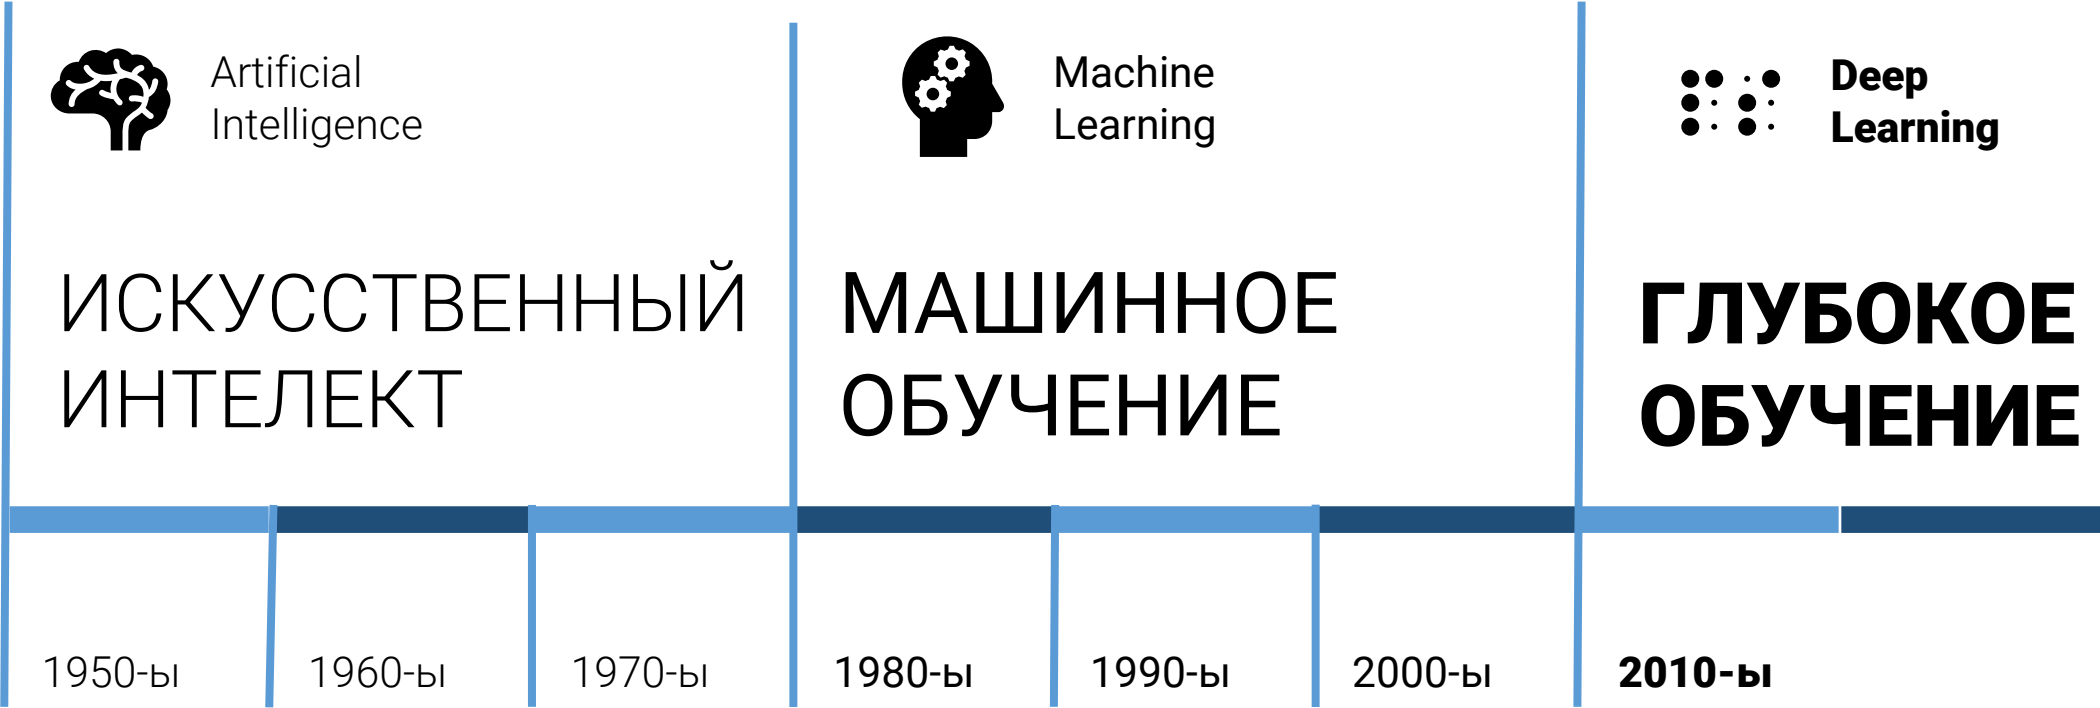 Artificial
Intelligence
Machine
Learning
Deep
Learning
ИСКУССТВЕННЫЙ
ИНТЕЛЕКТ
МАШИННОЕ
ОБУЧЕНИЕ
ГЛУБОКОЕ
ОБУЧЕНИЕ
1950-ы
1960-ы
1970-ы
1980-ы
1990-ы
2000-ы
2010-ы